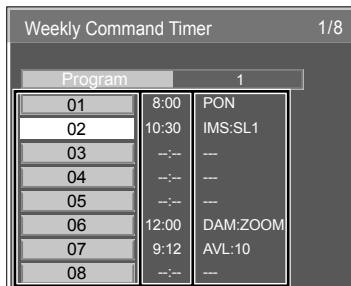 Weekly Command Timer 1/8
Program 1
01 8:00 PON
02 10:30 IMS:SL1
03 --:-- ---
04 --:-- ---
05 --:-- ---
06 12:00 DAM:ZOOM
07 9:12 AVL:10
08 --:-- ---